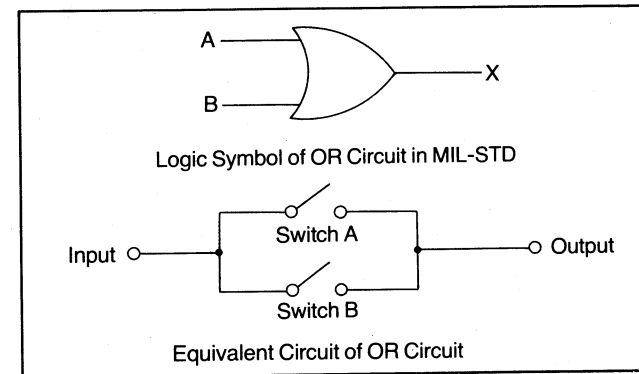 A
X
B
Logic Symbol of OR Circuit in MIL-STD
Switch A
Input
Output
Switch B
Equivalent Circuit of OR Circuit